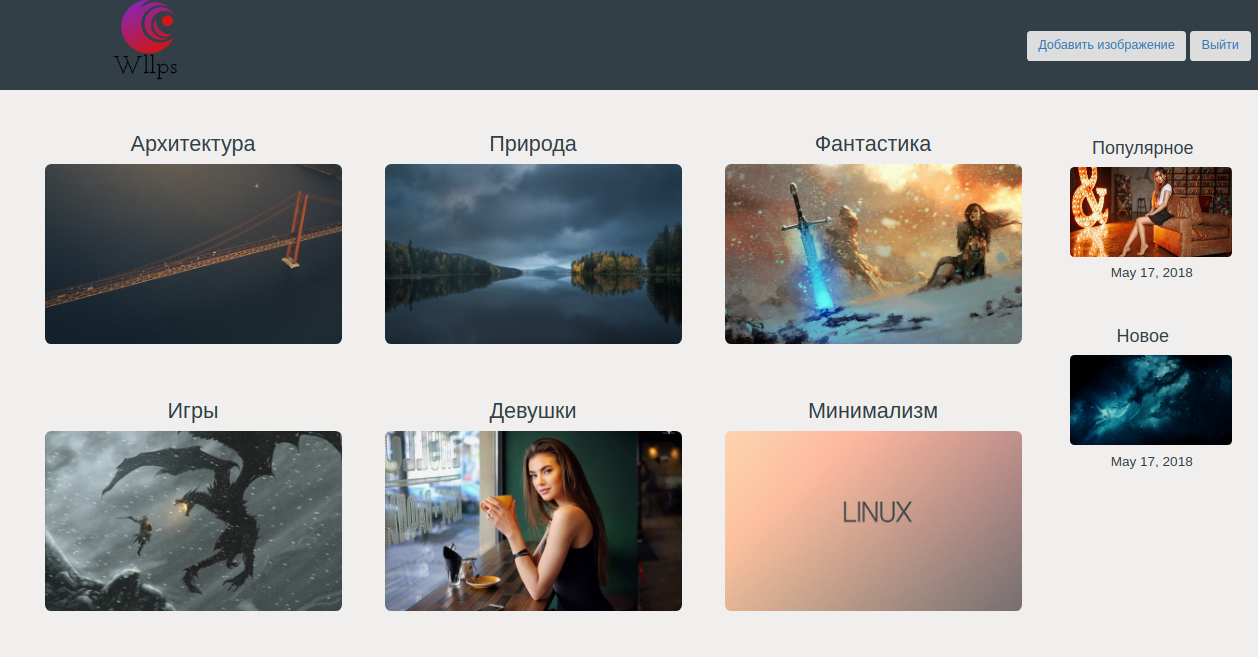 Wllps
Добавить изображение
Выйти
Архитектура
Природа
Фантастика
Популярное
&
May 17, 2018
Новое
May 17, 2018
Игры
Девушки
Минимализм
LINUX